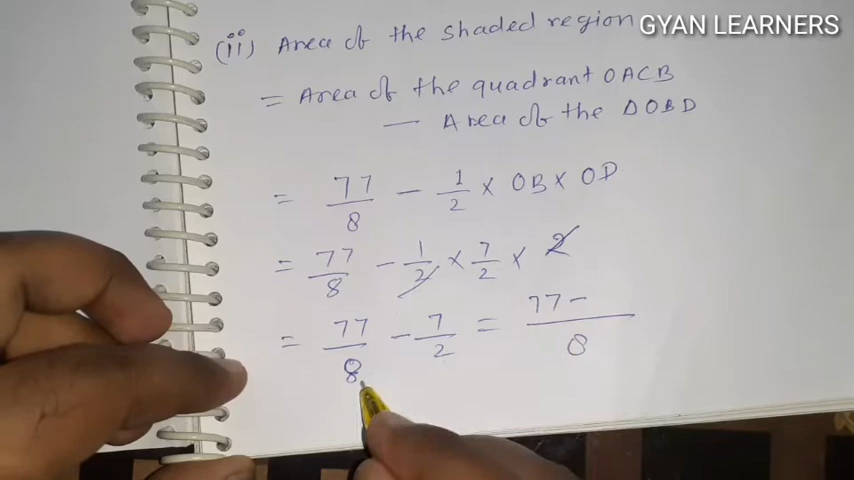 GYAN LEARNERS
(ii) Area of the shaded region
= Area of the quadrant OACB
— Area of the ΔOBD
= 77/8 - 1/2 × OB × OD
= 77/8 - 1/2 × 7/2 × 2
= 77/8 - 7/2 = 77-/8